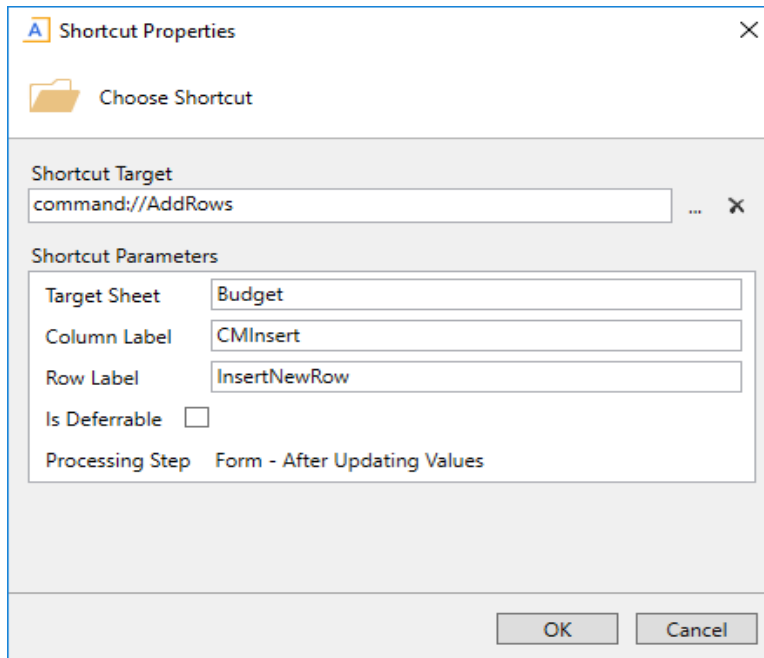 A Shortcut Properties
Choose Shortcut
Shortcut Target
command://AddRows
...
Shortcut Parameters
Target Sheet Budget
Column Label CMInsert
Row Label InsertNewRow
Is Deferrable
Processing Step Form - After Updating Values
OK Cancel